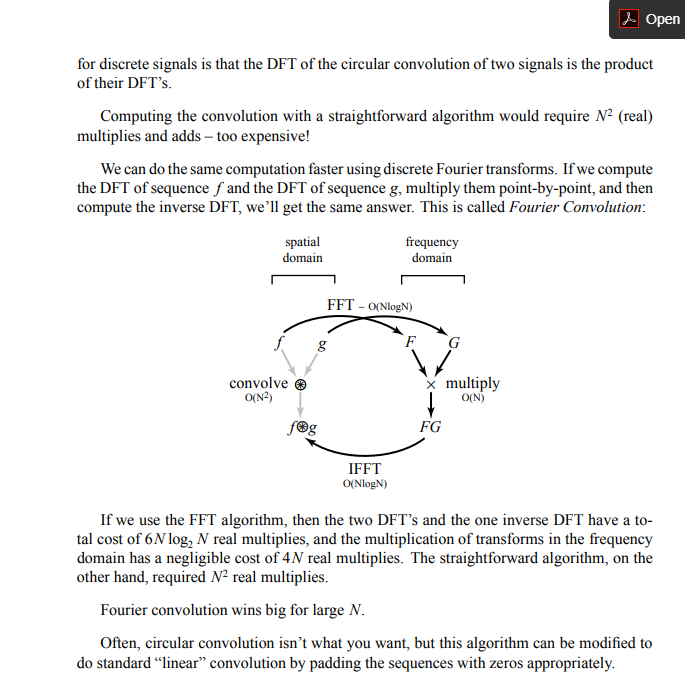 Open
for discrete signals is that the DFT of the circular convolution of two signals is the product
of their DFT's.
Computing the convolution with a straightforward algorithm would require N² (real)
multiplies and adds – too expensive!
We can do the same computation faster using discrete Fourier transforms. If we compute
the DFT of sequence f and the DFT of sequence g, multiply them point-by-point, and then
compute the inverse DFT, we'll get the same answer. This is called Fourier Convolution:
spatial
domain
frequency
domain
FFT – O(NlogN)
f g F G
convolve ⊛ × multiply
O(N²) O(N)
f⊛g FG
IFFT
O(NlogN)
If we use the FFT algorithm, then the two DFT's and the one inverse DFT have a to-
tal cost of 6N log₂ N real multiplies, and the multiplication of transforms in the frequency
domain has a negligible cost of 4N real multiplies. The straightforward algorithm, on the
other hand, required N² real multiplies.
Fourier convolution wins big for large N.
Often, circular convolution isn't what you want, but this algorithm can be modified to
do standard "linear" convolution by padding the sequences with zeros appropriately.